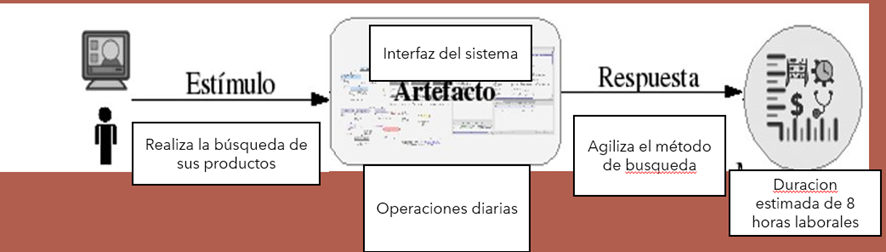 Estímulo
Realiza la búsqueda de
sus productos
Interfaz del sistema
Artefacto
Operaciones diarias
Respuesta
Agiliza el método
de busqueda
$
Duracion
estimada de 8
horas laborales